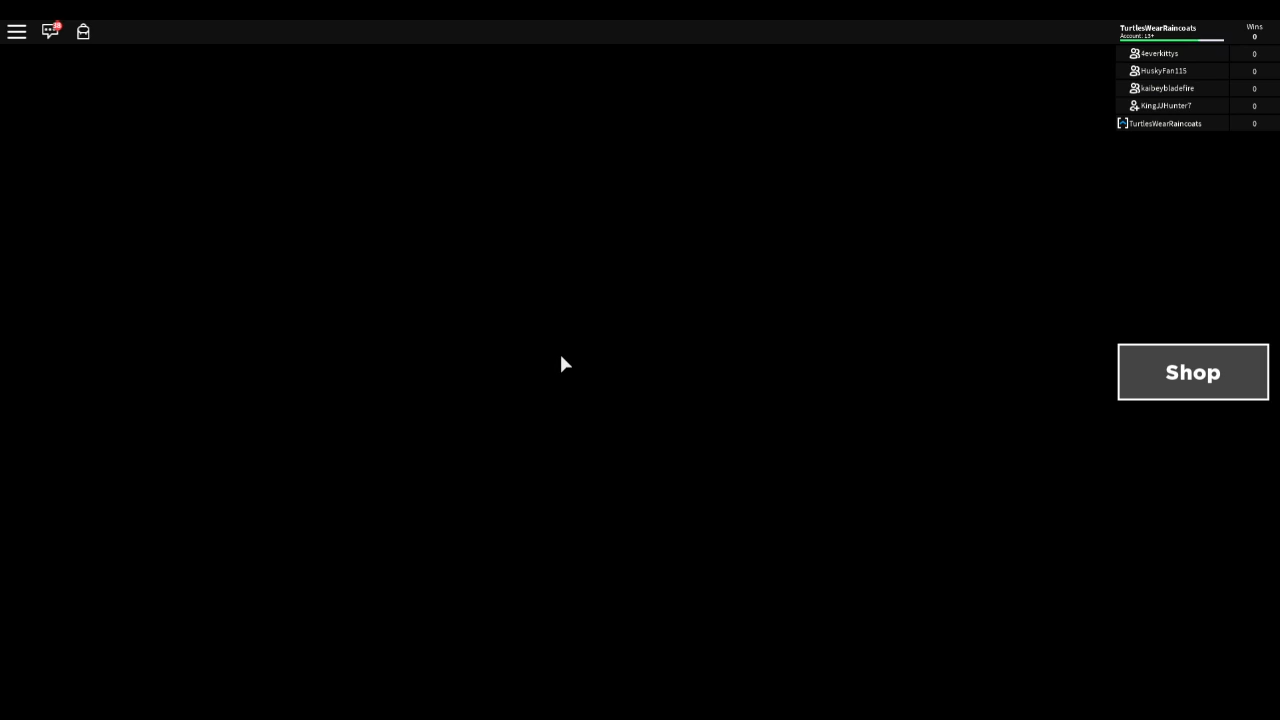 TurtlesWearRaincoats
Account: 13+
Wins
0
4everkittys 0
HuskyFan115 0
kaibeybladefire 0
KingJJHunter7 0
TurtlesWearRaincoats 0
Shop